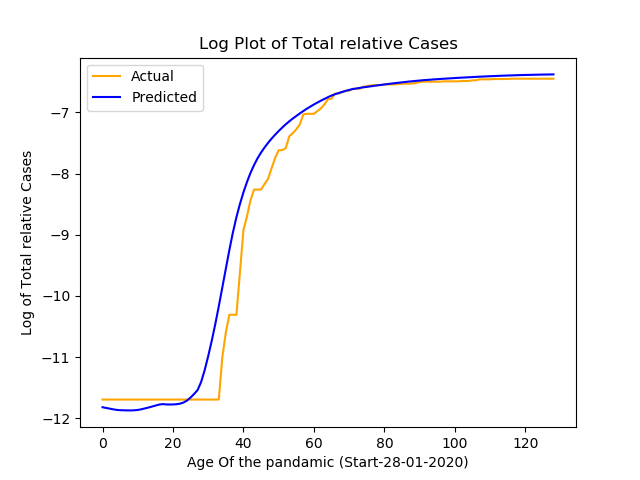 Log Plot of Total relative Cases
Actual
Predicted
−7
−8
−9
−10
−11
−12
Log of Total relative Cases
0 20 40 60 80 100 120
Age Of the pandamic (Start-28-01-2020)